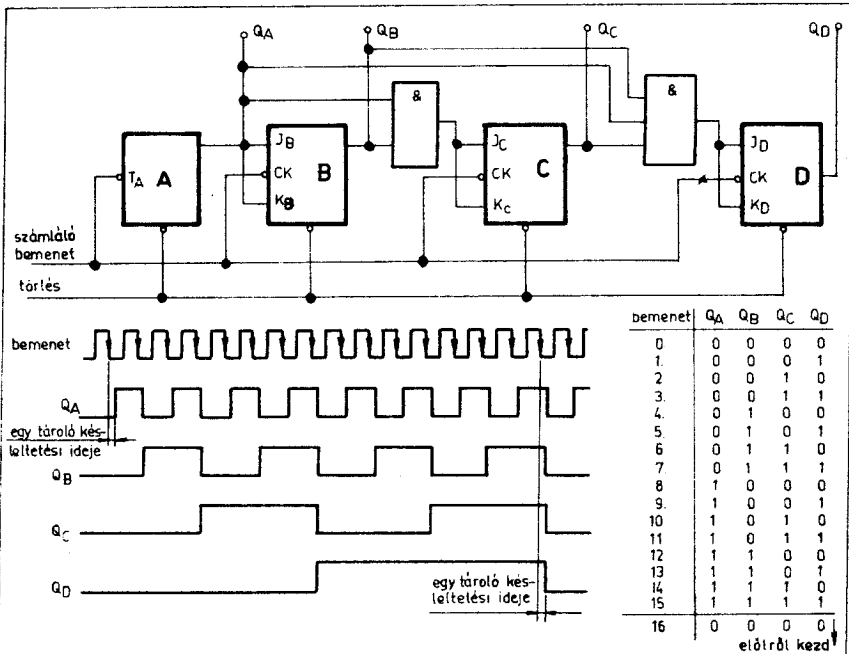 QA QB QC QD
& &
TA A
JB CK KB B
JC CK KC C
JD CK KD D
számláló
bemenet
törlés
bemenet
QA
egy tároló kés-
leltetési ideje
QB
QC
QD
egy tároló kés-
leltetési ideje
bemenet QA QB QC QD
0 0 0 0 0
1. 0 0 0 1
2 0 0 1 0
3. 0 0 1 1
4. 0 1 0 0
5. 0 1 0 1
6 0 1 1 0
7 0 1 1 1
8 1 0 0 0
9. 1 0 0 1
10 1 0 1 0
11 1 0 1 1
12 1 1 0 0
13 1 1 0 1
14 1 1 1 0
15 1 1 1 1
16 0 0 0 0
előtről kezd